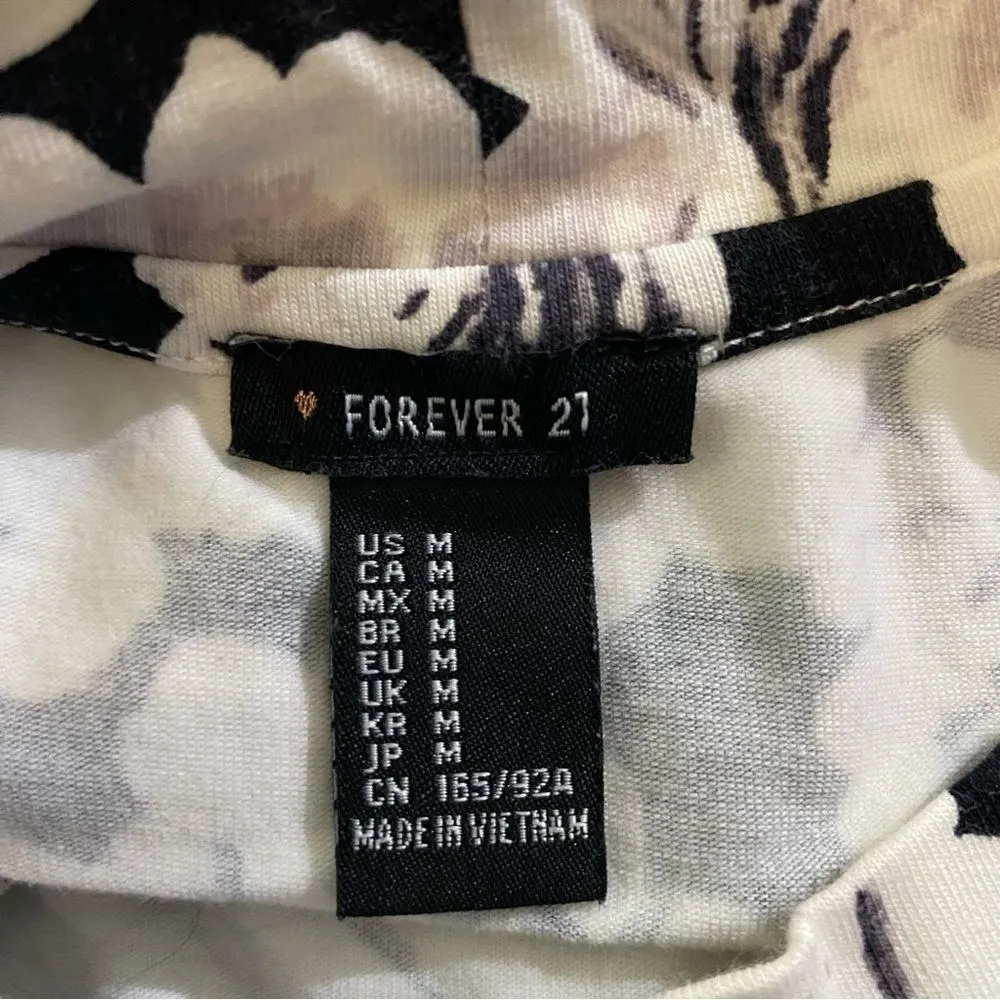 FOREVER 21
US M
CA M
MX M
BR M
EU M
UK M
KR M
JP M
CN 165/92A
MADE IN VIETNAM